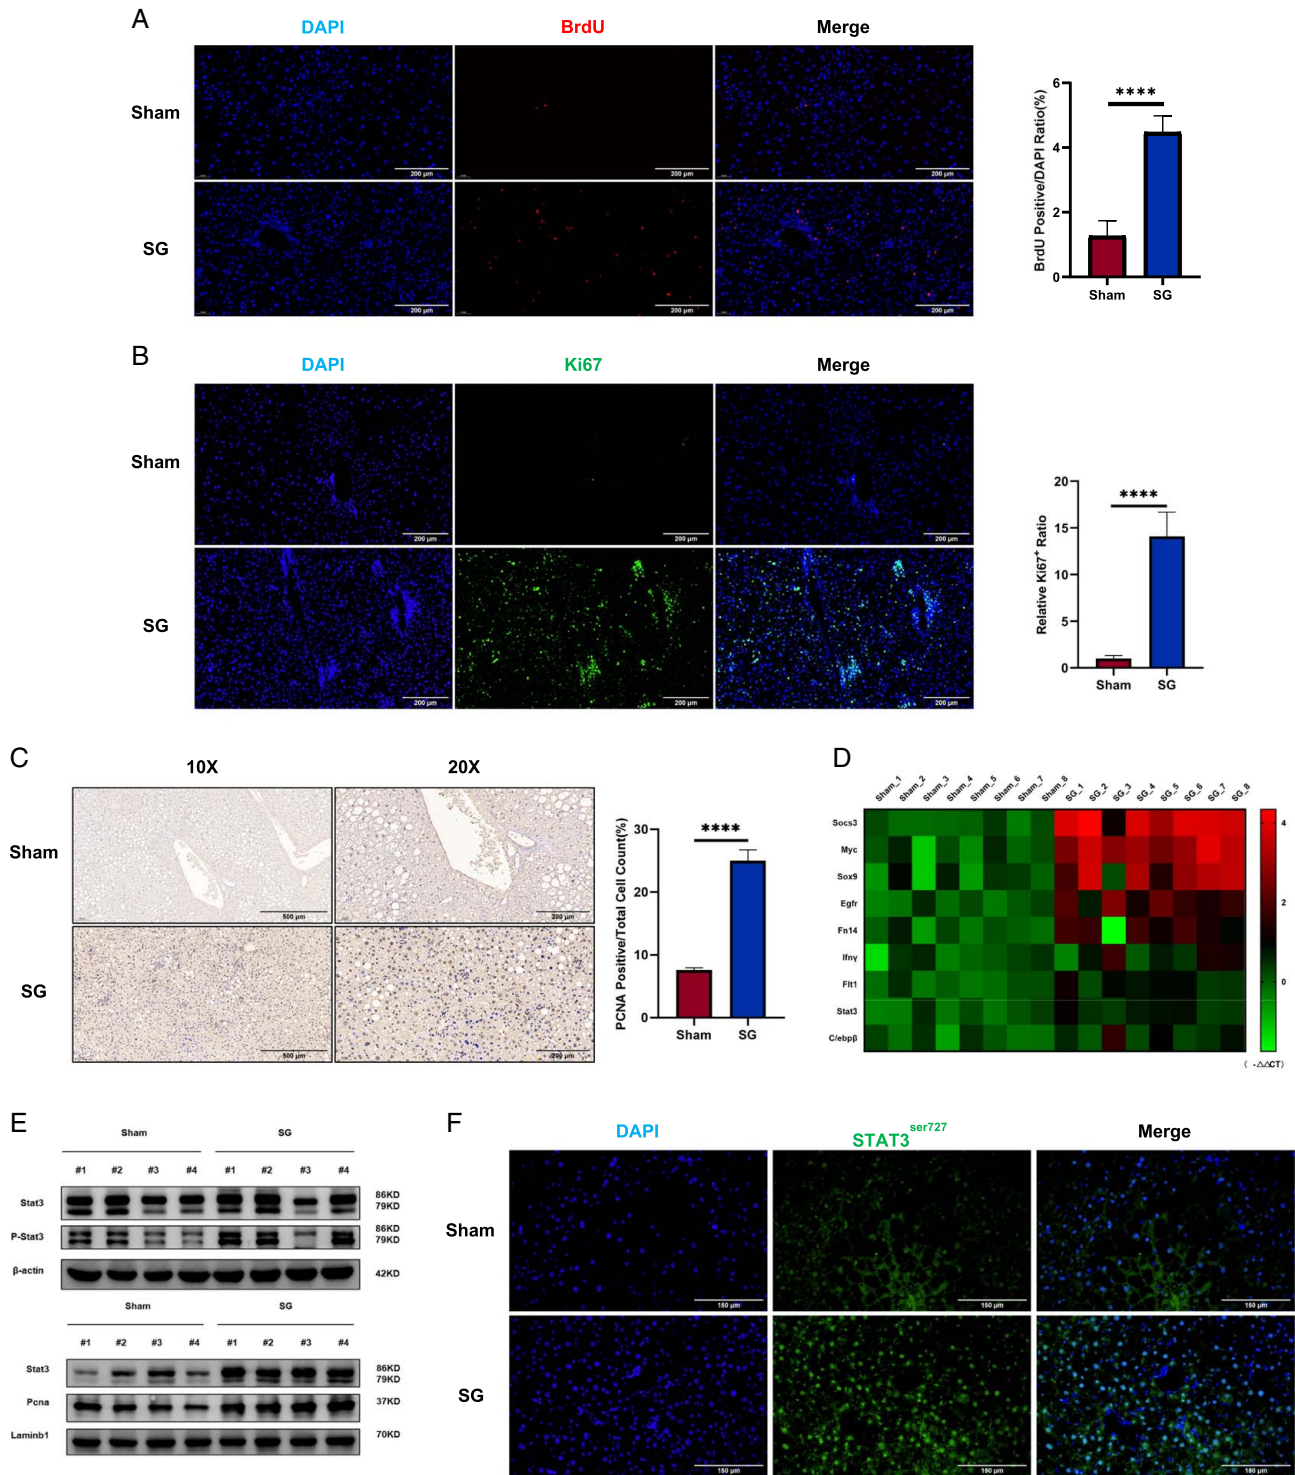 A
DAPI BrdU Merge
Sham
200 µm 200 µm 200 µm
SG
200 µm 200 µm 200 µm
BrdU Positive/DAPI Ratio(%)
6
4
2
0
****
Sham SG
B
DAPI Ki67 Merge
Sham
200 µm 200 µm 200 µm
SG
200 µm 200 µm 200 µm
Relative Ki67⁺ Ratio
20
15
10
5
0
****
Sham SG
C
10X 20X
Sham
500 µm 200 µm
SG
500 µm 200 µm
PCNA Positive/Total Cell Count(%)
30
20
10
0
****
Sham SG
D
Sham_1 Sham_2 Sham_3 Sham_4 Sham_5 Sham_6 Sham_7 Sham_8 SG_1 SG_2 SG_3 SG_4 SG_5 SG_6 SG_7 SG_8
Socs3
Myc
Sox9
Egfr
Fn14
Ifnγ
Flt1
Stat3
C/ebpβ
4
2
0
( -△△CT)
E
Sham SG
#1 #2 #3 #4 #1 #2 #3 #4
Stat3 86KD
79KD
P-Stat3 86KD
79KD
β-actin 42KD
Sham SG
#1 #2 #3 #4 #1 #2 #3 #4
Stat3 86KD
79KD
Pcna 37KD
Laminb1 70KD
F
DAPI STAT3ˢᵉʳ⁷²⁷ Merge
Sham
150 µm 150 µm 150 µm
SG
150 µm 150 µm 150 µm